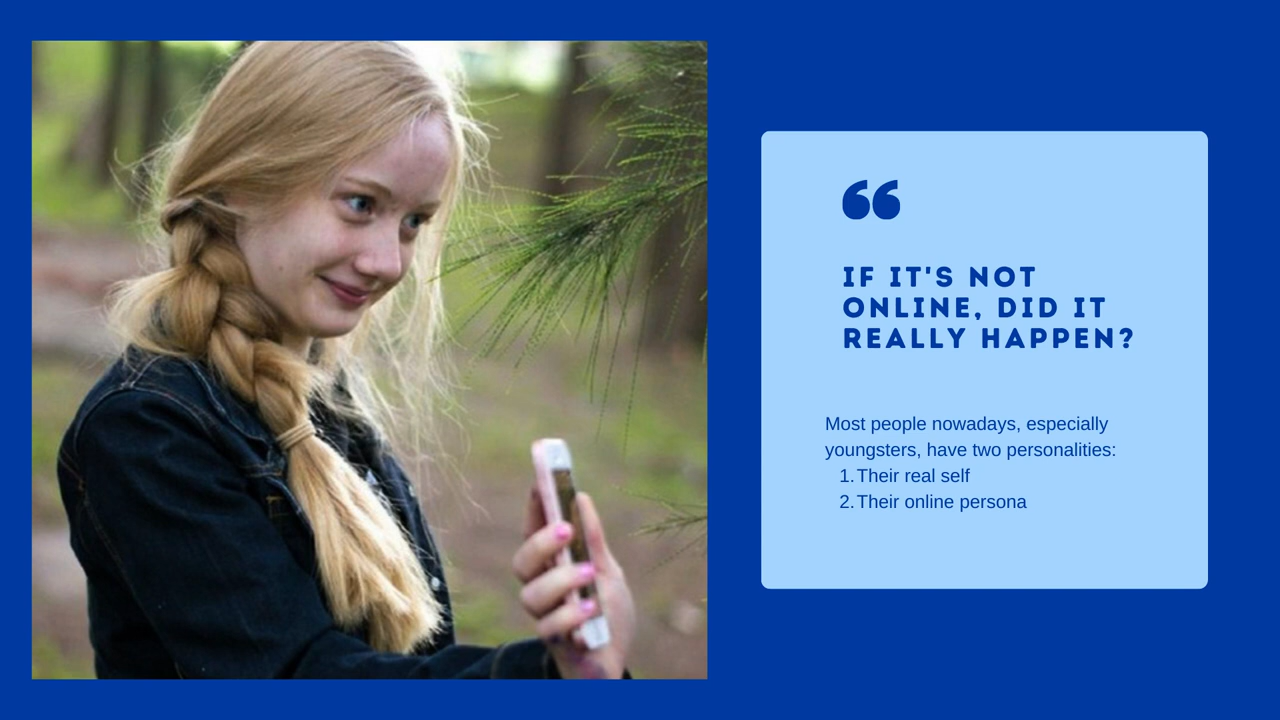 “
IF IT'S NOT
ONLINE, DID IT
REALLY HAPPEN?
Most people nowadays, especially
youngsters, have two personalities:
1. Their real self
2. Their online persona